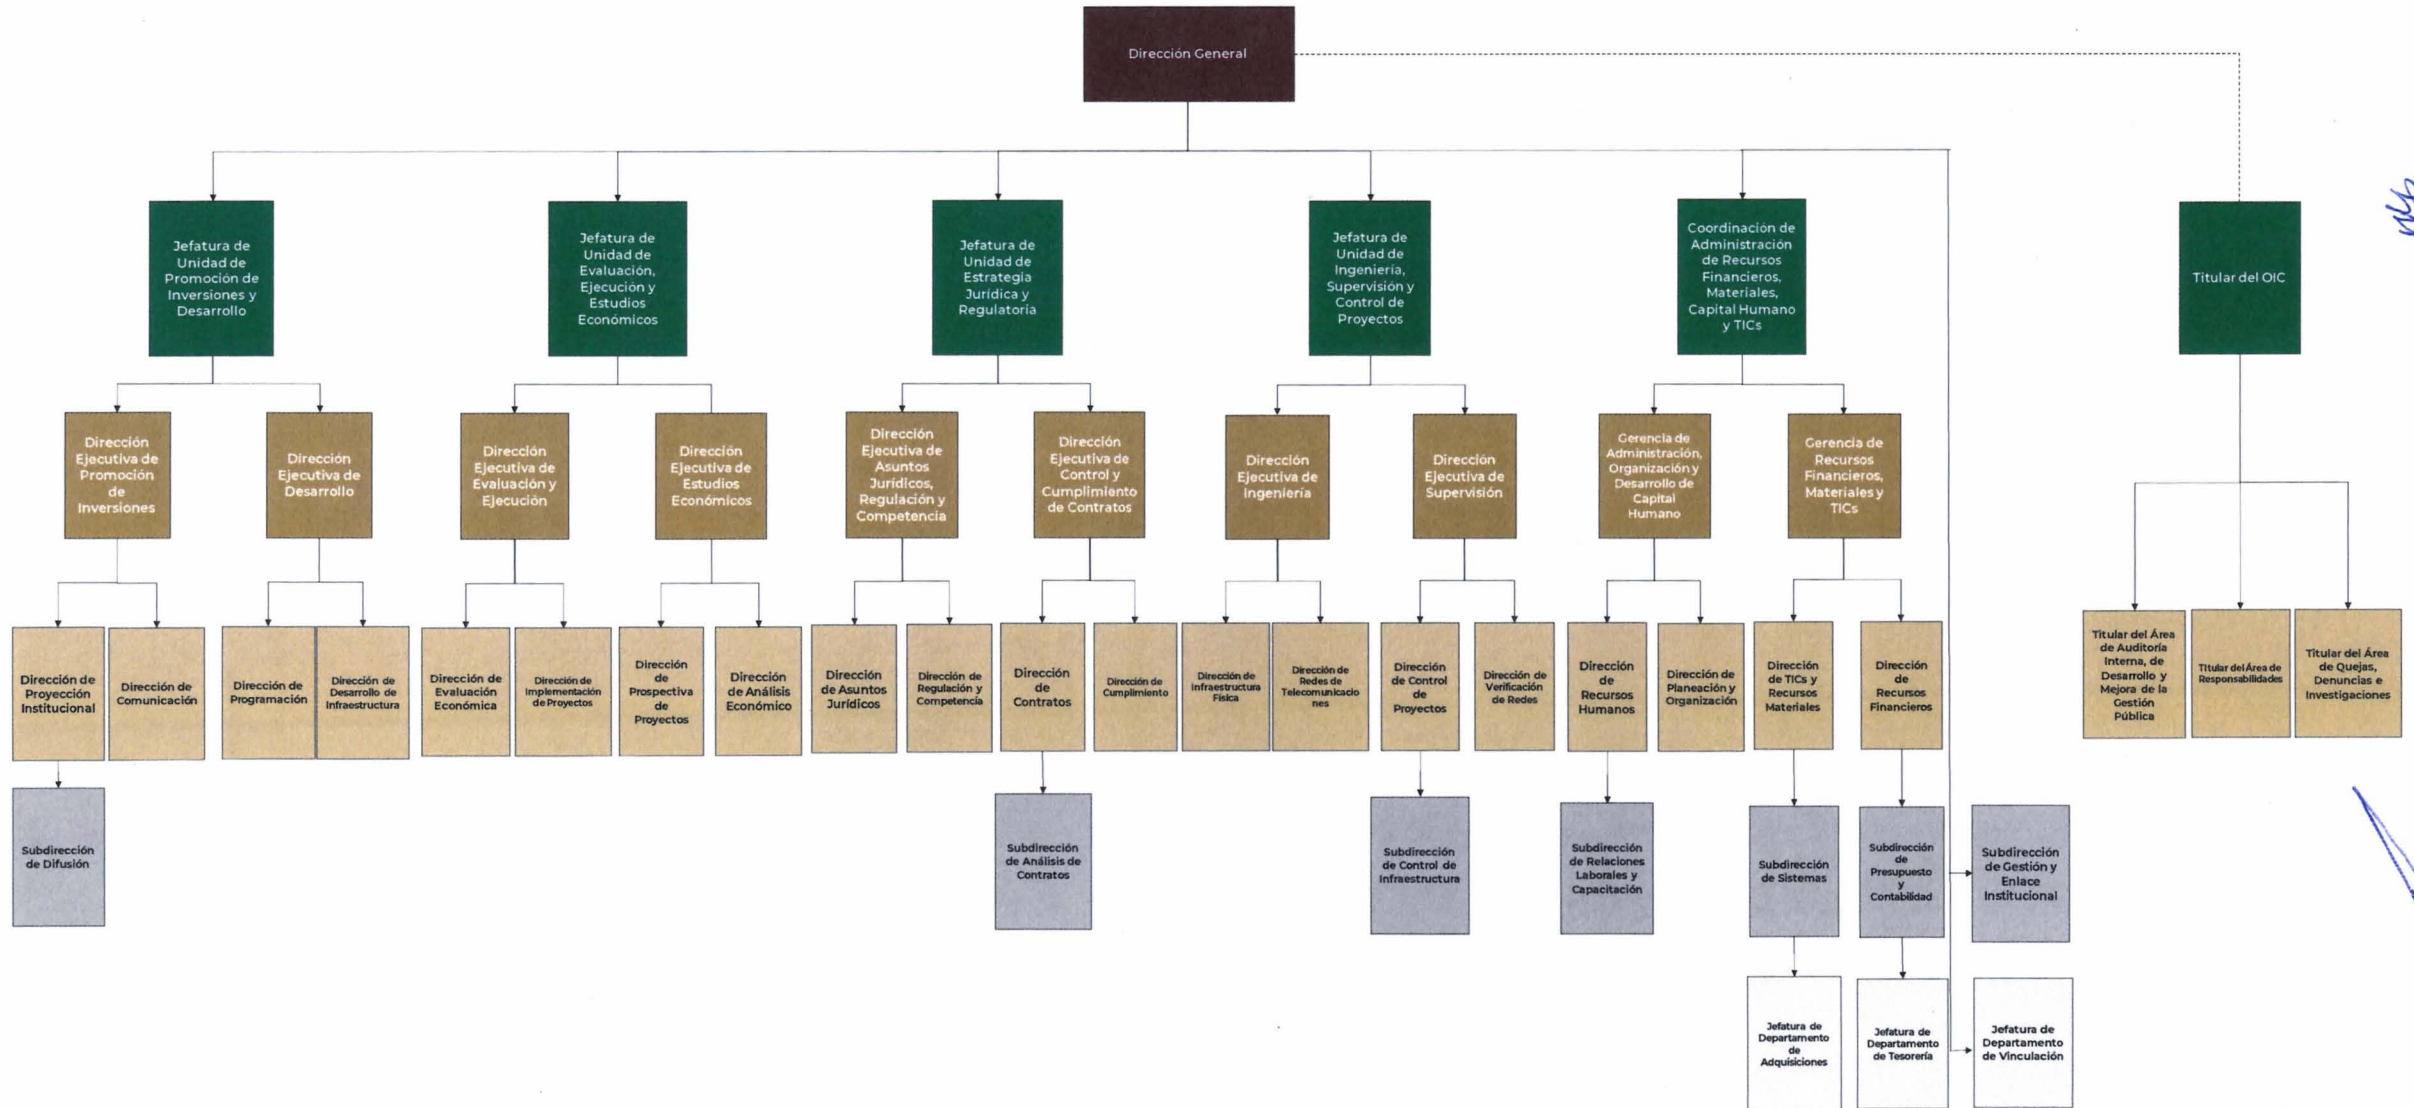 Dirección General
Jefatura de
Unidad de
Promoción de
Inversiones y
Desarrollo
Jefatura de
Unidad de
Evaluación,
Ejecución y
Estudios
Económicos
Jefatura de
Unidad de
Estrategia
Jurídica y
Regulatoria
Jefatura de
Unidad de
Ingeniería,
Supervisión y
Control de
Proyectos
Coordinación de
Administración
de Recursos
Financieros,
Materiales,
Capital Humano
y TICs
Titular del OIC
Dirección
Ejecutiva de
Promoción
de
Inversiones
Dirección
Ejecutiva de
Desarrollo
Dirección
Ejecutiva de
Evaluación y
Ejecución
Dirección
Ejecutiva de
Estudios
Económicos
Dirección
Ejecutiva de
Asuntos
Jurídicos,
Regulación y
Competencia
Dirección
Ejecutiva de
Control y
Cumplimiento
de Contratos
Dirección
Ejecutiva de
Ingeniería
Dirección
Ejecutiva de
Supervisión
Gerencia de
Administración,
Organización y
Desarrollo de
Capital
Humano
Gerencia de
Recursos
Financieros,
Materiales y
TICs
Dirección de
Proyección
Institucional
Dirección de
Comunicación
Dirección de
Programación
Dirección de
Desarrollo de
Infraestructura
Dirección de
Evaluación
Económica
Dirección de
Implementación
de Proyectos
Dirección
de
Prospectiva
de
Proyectos
Dirección
de Análisis
Económico
Dirección
de Asuntos
Jurídicos
Dirección de
Regulación y
Competencia
Dirección
de
Contratos
Dirección de
Cumplimiento
Dirección de
Infraestructura
Física
Dirección de
Redes de
Telecomunicacio
nes
Dirección
de Control
de
Proyectos
Dirección de
Verificación
de Redes
Dirección
de
Recursos
Humanos
Dirección de
Planeación y
Organización
Dirección
de TICs y
Recursos
Materiales
Dirección
de
Recursos
Financieros
Titular del Área
de Auditoría
Interna, de
Desarrollo y
Mejora de la
Gestión
Pública
Titular del Área de
Responsabilidades
Titular del Área
de Quejas,
Denuncias e
Investigaciones
Subdirección
de Difusión
Subdirección
de Análisis de
Contratos
Subdirección
de Control de
Infraestructura
Subdirección
de Relaciones
Laborales y
Capacitación
Subdirección
de Sistemas
Subdirección
de
Presupuesto
y
Contabilidad
Subdirección
de Gestión y
Enlace
Institucional
Jefatura de
Departamento
de
Adquisiciones
Jefatura de
Departamento
de Tesorería
Jefatura de
Departamento
de Vinculación